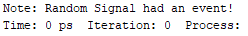 Note: Random Signal had an event!
Time: 0 ps  Iteration: 0  Process: